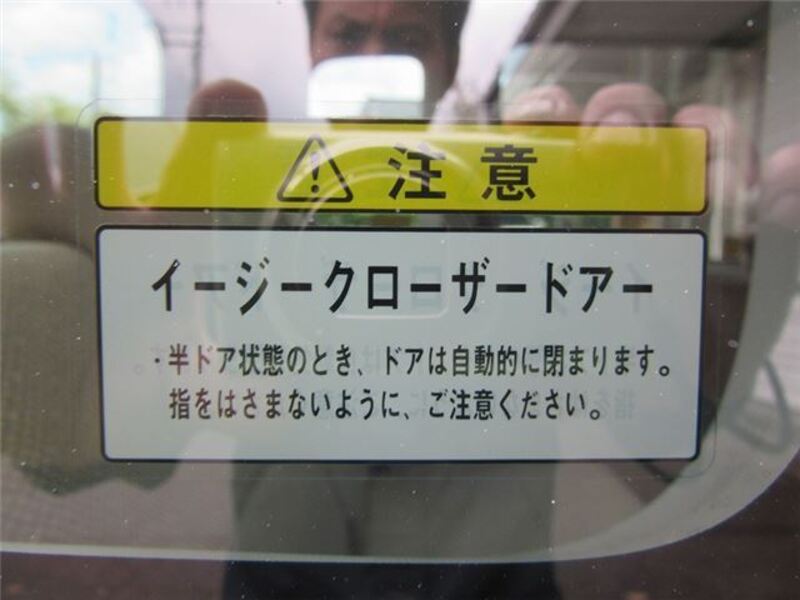 注意
イージークローザードアー
・半ドア状態のとき、ドアは自動的に閉まります。
指をはさまないように、ご注意ください。